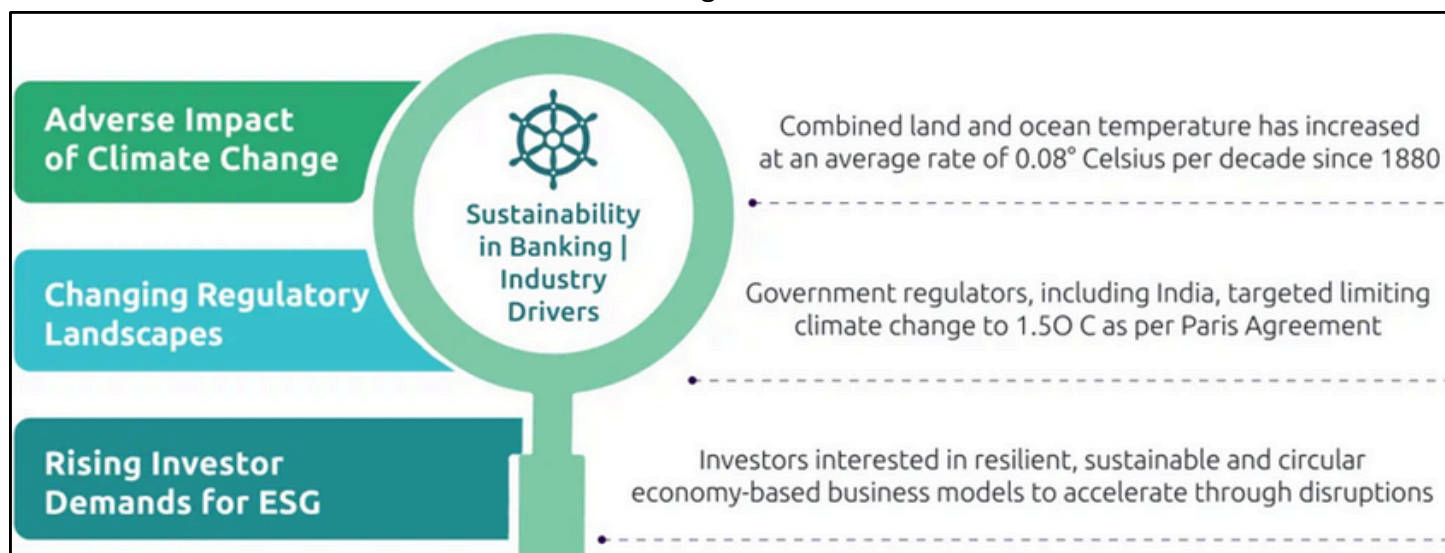 Adverse Impact
of Climate Change
Sustainability
in Banking |
Industry
Drivers
Combined land and ocean temperature has increased
at an average rate of 0.08° Celsius per decade since 1880
Changing Regulatory
Landscapes
Government regulators, including India, targeted limiting
climate change to 1.5O C as per Paris Agreement
Rising Investor
Demands for ESG
Investors interested in resilient, sustainable and circular
economy-based business models to accelerate through disruptions